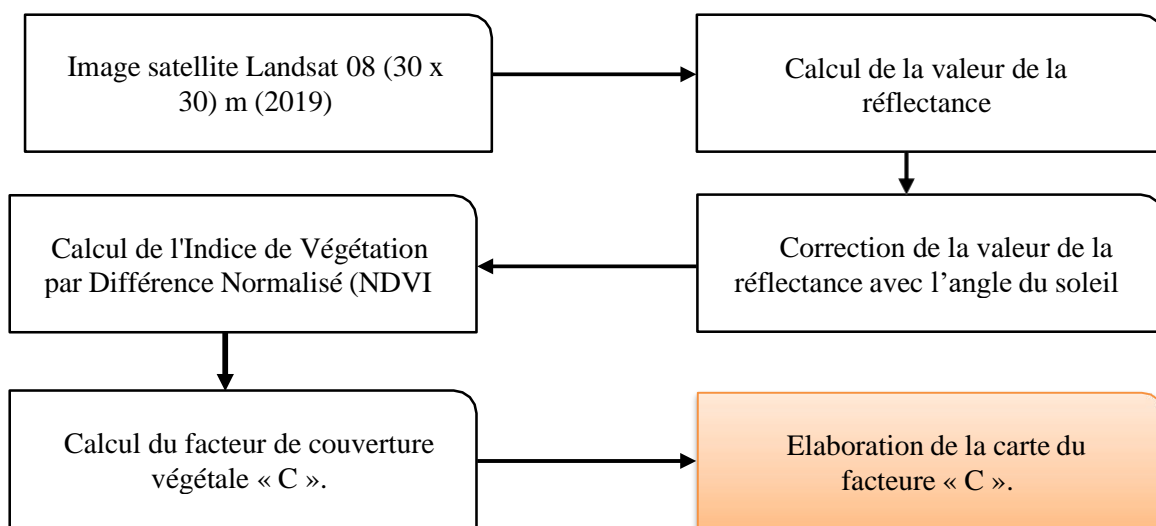 Image satellite Landsat 08 (30 x
30) m (2019)
Calcul de la valeur de la
réflectance
Correction de la valeur de la
réflectance avec l’angle du soleil
Calcul de l'Indice de Végétation
par Différence Normalisé (NDVI
Calcul du facteur de couverture
végétale « C ».
Elaboration de la carte du
facteure « C ».